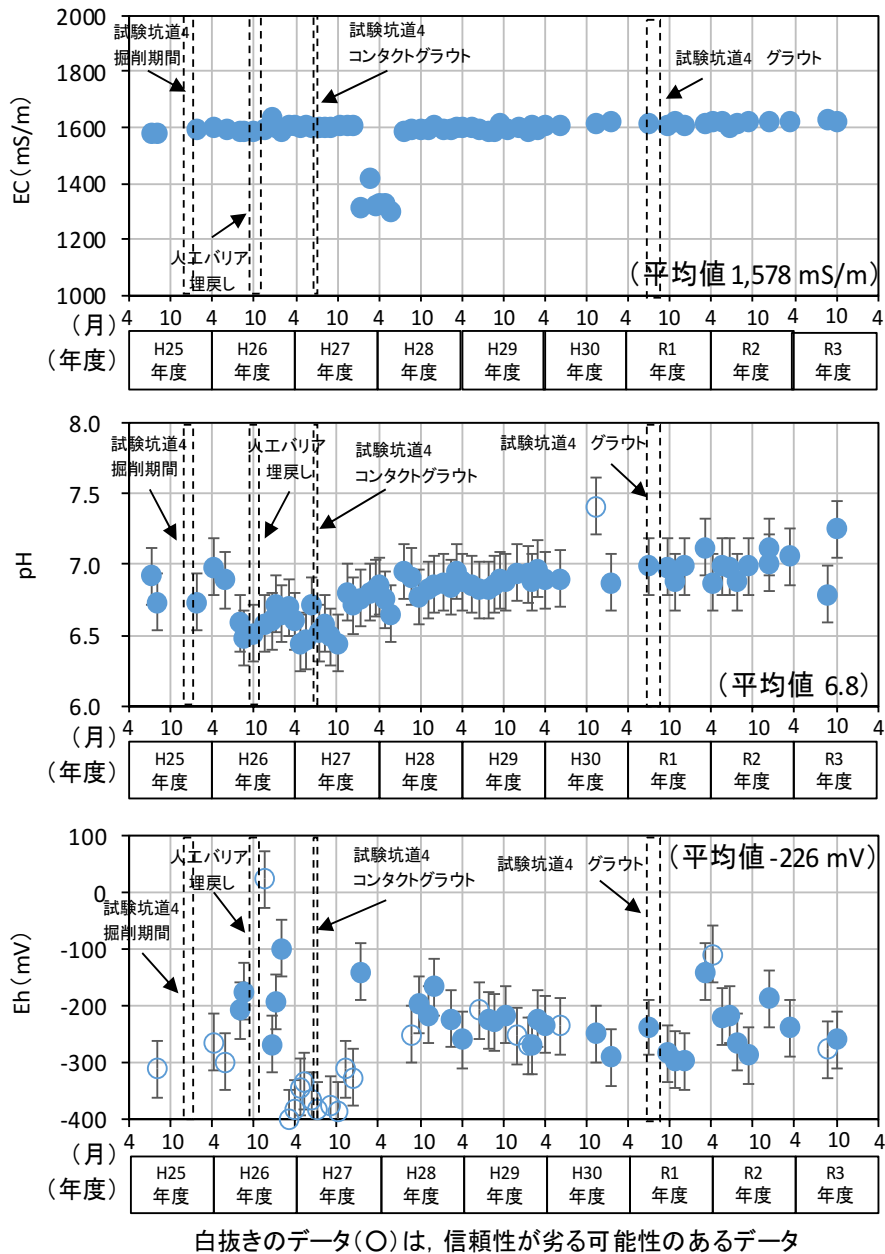 2000
1800
1600
1400
1200
1000
EC(mS/m)
試験坑道4
掘削期間
試験坑道4
コンタクトグラウト
試験坑道4 グラウト
人工バリア
埋戻し
(平均値 1,578 mS/m)
(月) 4 10 4 10 4 10 4 10 4 10 4 10 4 10 4 10 4 10 4
(年度)
H25 H26 H27 H28 H29 H30 R1 R2 R3
年度 年度 年度 年度 年度 年度 年度 年度 年度
8.0
7.5
7.0
6.5
6.0
pH
試験坑道4
掘削期間
人工バリア
埋戻し
試験坑道4
コンタクトグラウト
試験坑道4 グラウト
(平均値 6.8)
(月) 4 10 4 10 4 10 4 10 4 10 4 10 4 10 4 10 4 10 4
(年度)
H25 H26 H27 H28 H29 H30 R1 R2 R3
年度 年度 年度 年度 年度 年度 年度 年度 年度
100
0
-100
-200
-300
-400
Eh(mV)
人工バリア
埋戻し
試験坑道4
掘削期間
試験坑道4
コンタクトグラウト
試験坑道4 グラウト
(平均値 -226 mV)
(月) 4 10 4 10 4 10 4 10 4 10 4 10 4 10 4 10 4 10 4
(年度)
H25 H26 H27 H28 H29 H30 R1 R2 R3
年度 年度 年度 年度 年度 年度 年度 年度 年度
白抜きのデータ(○)は,信頼性が劣る可能性のあるデータ